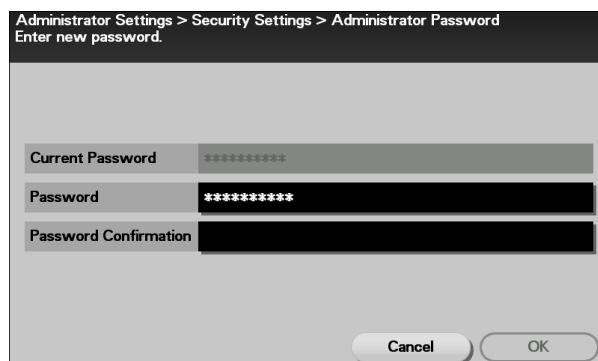 Administrator Settings > Security Settings > Administrator Password
Enter new password.
Current Password **********
Password **********
Password Confirmation
Cancel OK